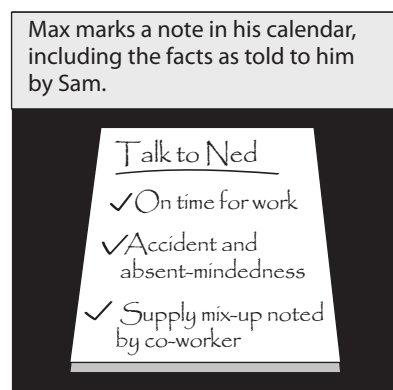 Max marks a note in his calendar,
including the facts as told to him
by Sam.
Talk to Ned
On time for work
Accident and
absent-mindedness
Supply mix-up noted
by co-worker